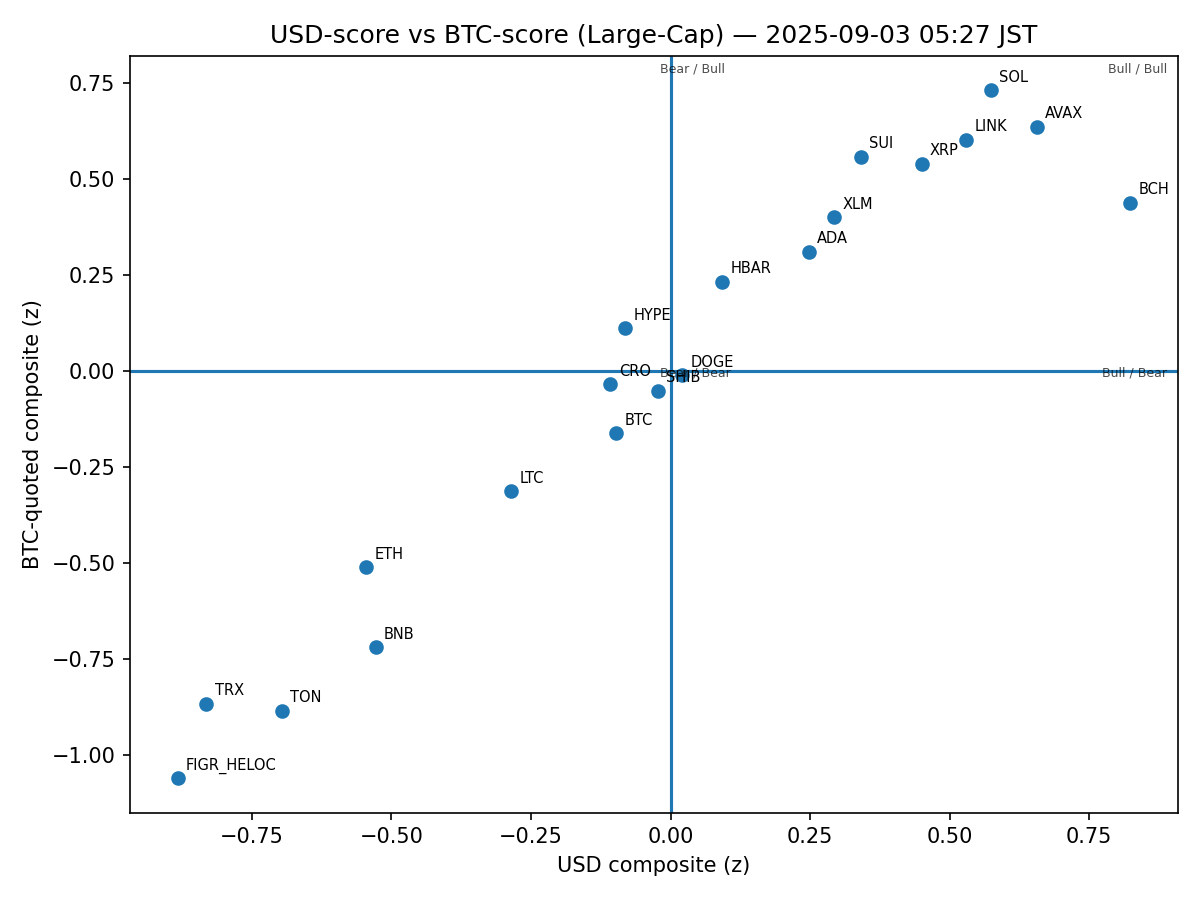 USD-score vs BTC-score (Large-Cap) — 2025-09-03 05:27 JST
Bear / Bull
Bull / Bull
SOL
AVAX
LINK
XRP
SUI
BCH
XLM
ADA
HBAR
HYPE
DOGE
CRO
SHIB
Bear / Bear
Bull / Bear
BTC
LTC
ETH
BNB
TRX
TON
FIGR_HELOC
0.75
0.50
0.25
0.00
−0.25
−0.50
−0.75
−1.00
BTC-quoted composite (z)
−0.75
−0.50
−0.25
0.00
0.25
0.50
0.75
USD composite (z)